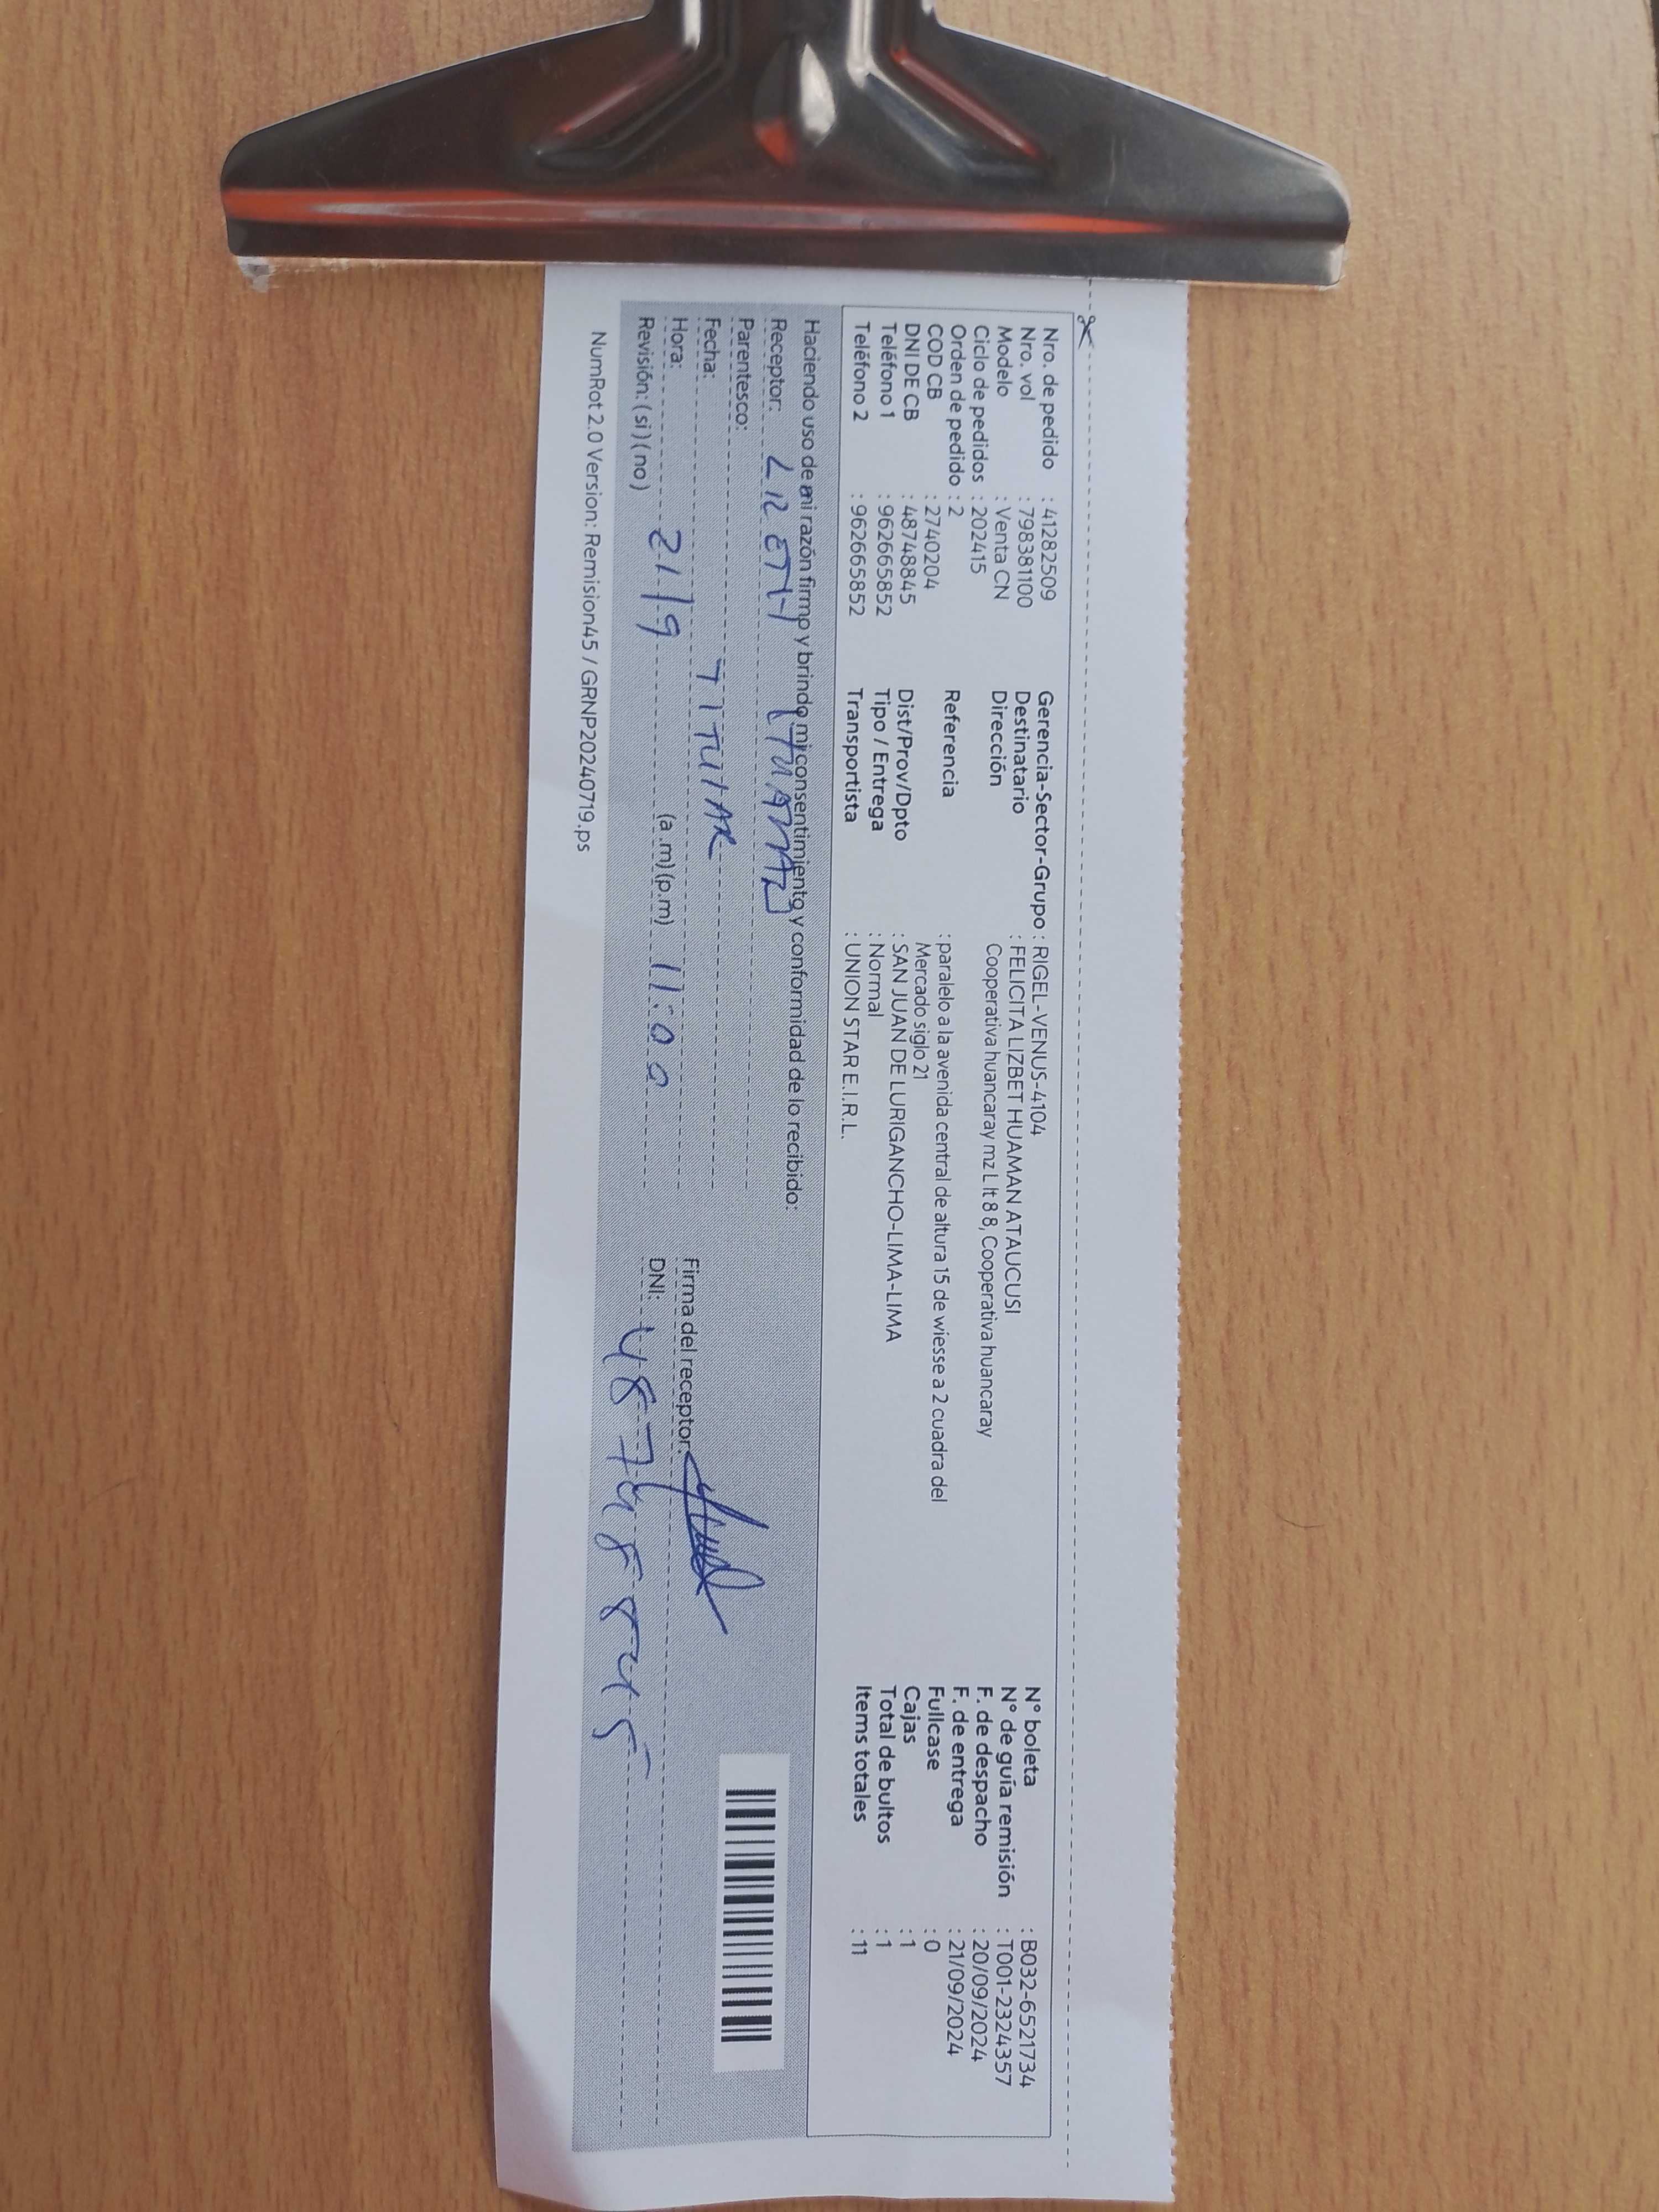 Nro. de pedido : 41282509
Nro. vol : 798381100
Modelo : Venta CN
Ciclo de pedidos : 202415
Orden de pedido : 2
COD CB : 2740204
DNI DE CB : 48748845
Teléfono 1 : 962665852
Teléfono 2 : 962665852
Gerencia-Sector-Grupo : RIGEL-VENUS-4104
Destinatario : FELICITA LIZBET HUAMAN ATAUCUSI
Dirección Cooperativa huancaray mz L lt 8 8, Cooperativa huancaray
Referencia : paralelo a la avenida central de altura 15 de wiesse a 2 cuadra del
Mercado siglo 21
Dist/Prov/Dpto : SAN JUAN DE LURIGANCHO-LIMA-LIMA
Tipo / Entrega : Normal
Transportista : UNION STAR E.I.R.L.
N° boleta : B032-6521734
N° de guía remisión : T001-2324357
F. de despacho : 20/09/2024
F. de entrega : 21/09/2024
Fullcase : 0
Cajas : 1
Total de bultos : 1
Items totales : 11
Haciendo uso de mi razón firmo y brindo mi consentimiento y conformidad de lo recibido:
Receptor:
Parentesco: TITULAR
Fecha: 21/9
Hora: (a.m) (p.m) 11:00
Revisión: (si) (no)
Firma del receptor:
DNI: 48748845
NumRot 2.0 Version: Remision45 / GRNP20240719.ps